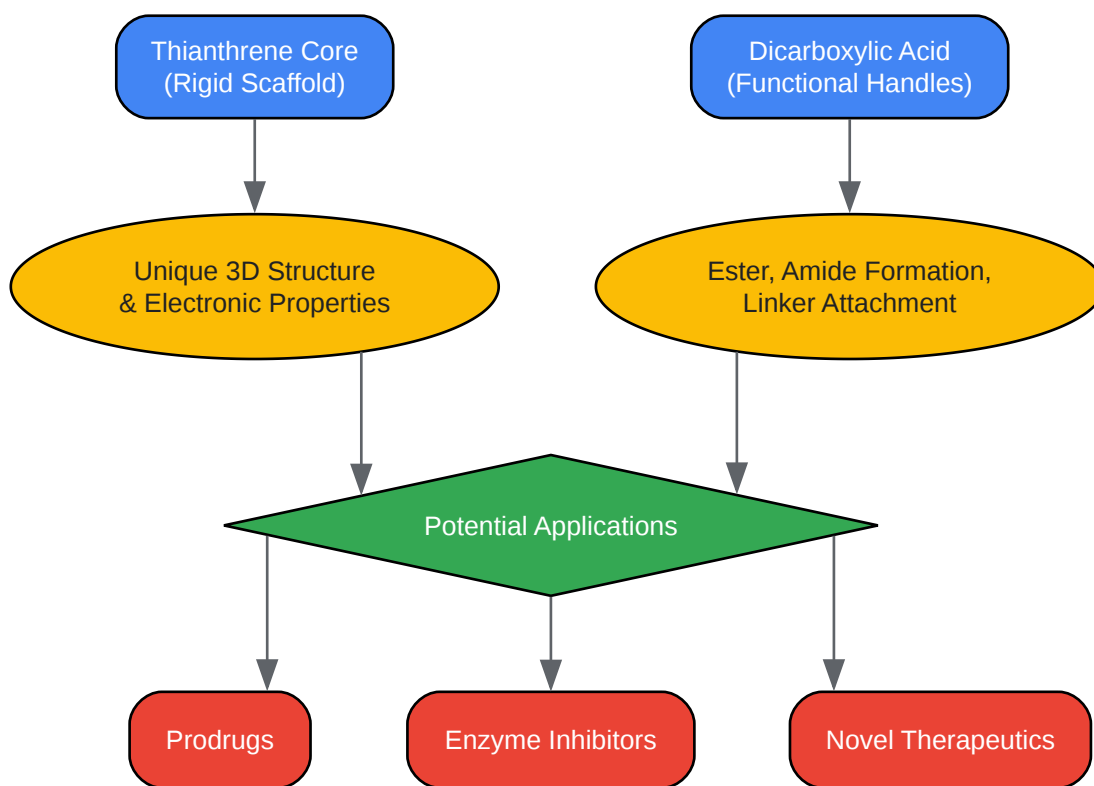 Thianthrene Core
(Rigid Scaffold)
Dicarboxylic Acid
(Functional Handles)
Unique 3D Structure
& Electronic Properties
Ester, Amide Formation,
Linker Attachment
Potential Applications
Prodrugs
Enzyme Inhibitors
Novel Therapeutics